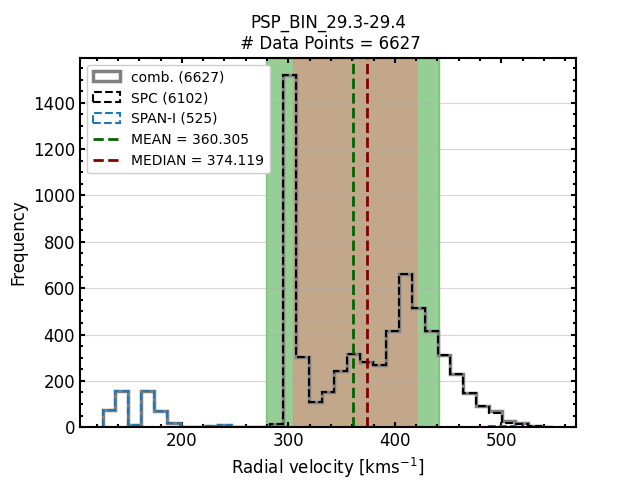 PSP_BIN_29.3-29.4
# Data Points = 6627
comb. (6627)
SPC (6102)
SPAN-I (525)
MEAN = 360.305
MEDIAN = 374.119
Frequency
1400
1200
1000
800
600
400
200
0
200 300 400 500
Radial velocity [kms⁻¹]